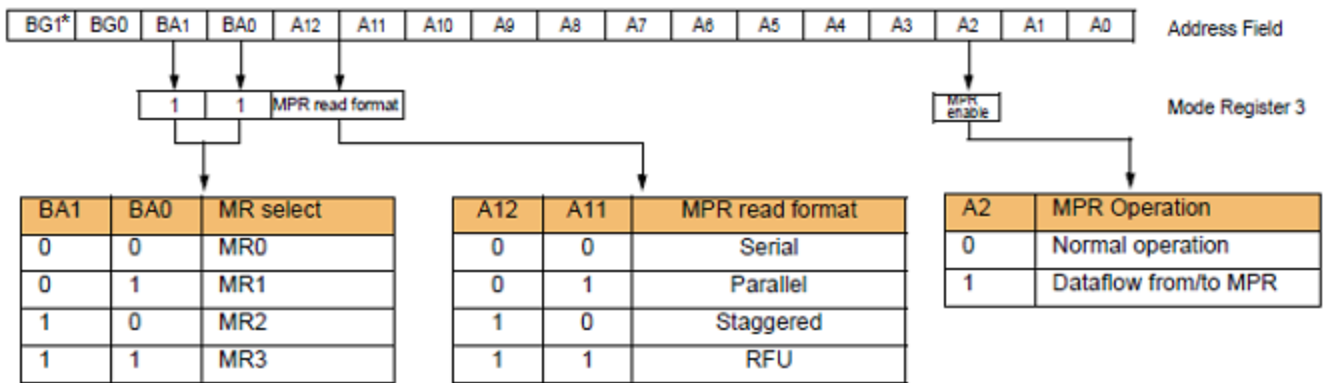 BG1* BG0 BA1 BA0 A12 A11 A10 A9 A8 A7 A6 A5 A4 A3 A2 A1 A0 Address Field
1 1 MPR read format MPR enable Mode Register 3
BA1 BA0 MR select
0 0 MR0
0 1 MR1
1 0 MR2
1 1 MR3
A12 A11 MPR read format
0 0 Serial
0 1 Parallel
1 0 Staggered
1 1 RFU
A2 MPR Operation
0 Normal operation
1 Dataflow from/to MPR